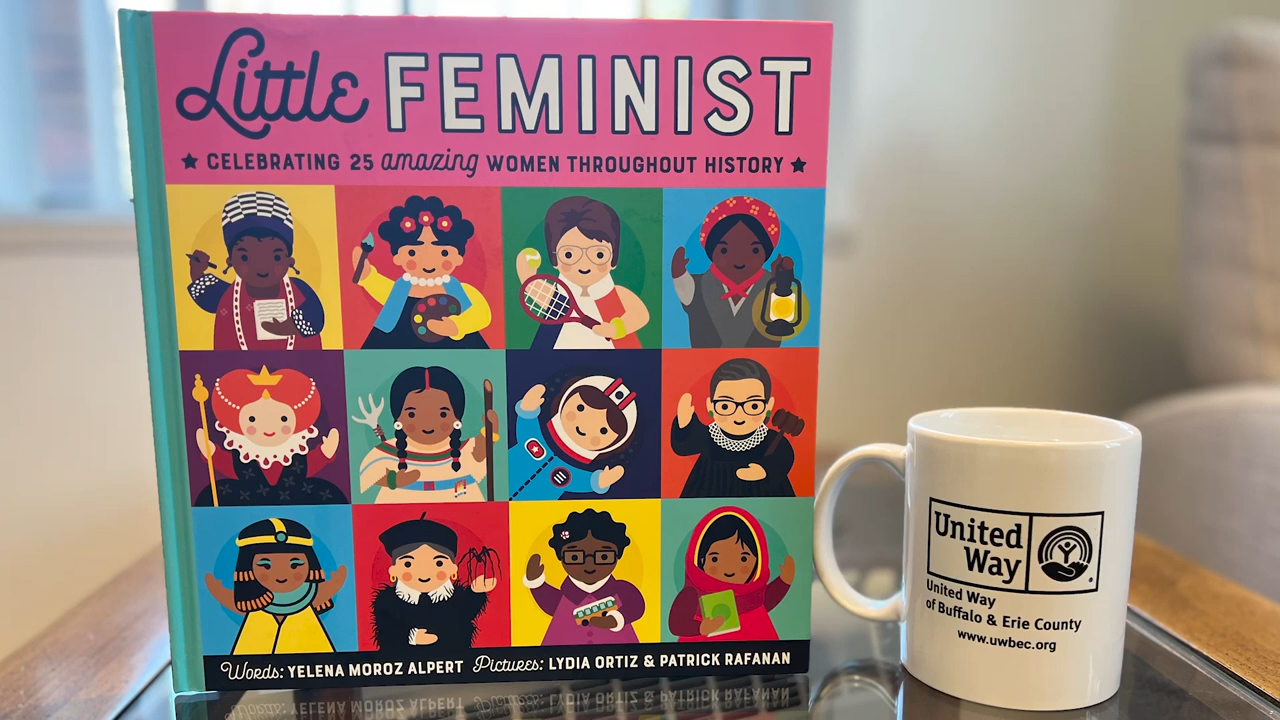 Little FEMINIST
★ CELEBRATING 25 amazing WOMEN THROUGHOUT HISTORY ★
Words: YELENA MOROZ ALPERT Pictures: LYDIA ORTIZ & PATRICK RAFANAN
United
Way
United Way
of Buffalo & Erie County
www.uwbec.org